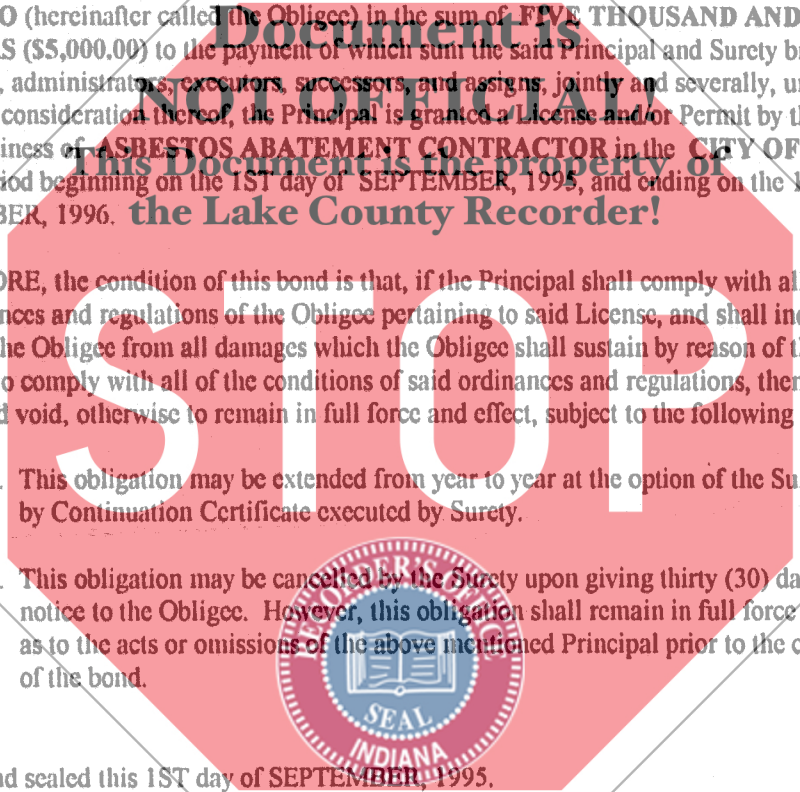 O (hereinafter called the Obligee) in the sum of FIVE THOUSAND AND
Document is
S ($5,000.00) to the payment of which sum the said Principal and Surety b
, administrators, executors, successors, and assigns, jointly and severally, u
NOT OFFICIAL!
consideration thereof, the Principal is granted a License and/or Permit by th
iness of ASBESTOS ABATEMENT CONTRACTOR in the CITY OF
This Document is the property of
iod beginning on the 1ST day of SEPTEMBER, 1995, and ending on the
BER, 1996.
the Lake County Recorder!
ORE, the condition of this bond is that, if the Principal shall comply with al
nces and regulations of the Obligee pertaining to said License, and shall in
he Obligee from all damages which the Obligee shall sustain by reason of t
o comply with all of the conditions of said ordinances and regulations, then
d void, otherwise to remain in full force and effect, subject to the following
STOP
. This obligation may be extended from year to year at the option of the Su
by Continuation Certificate executed by Surety.
. This obligation may be cancelled by the Surety upon giving thirty (30) da
notice to the Obligee. However, this obligation shall remain in full force
as to the acts or omissions of the above mentioned Principal prior to the c
of the bond.
RECORDERS OFFICE
SEAL
INDIANA
nd sealed this 1ST day of SEPTEMBER, 1995.